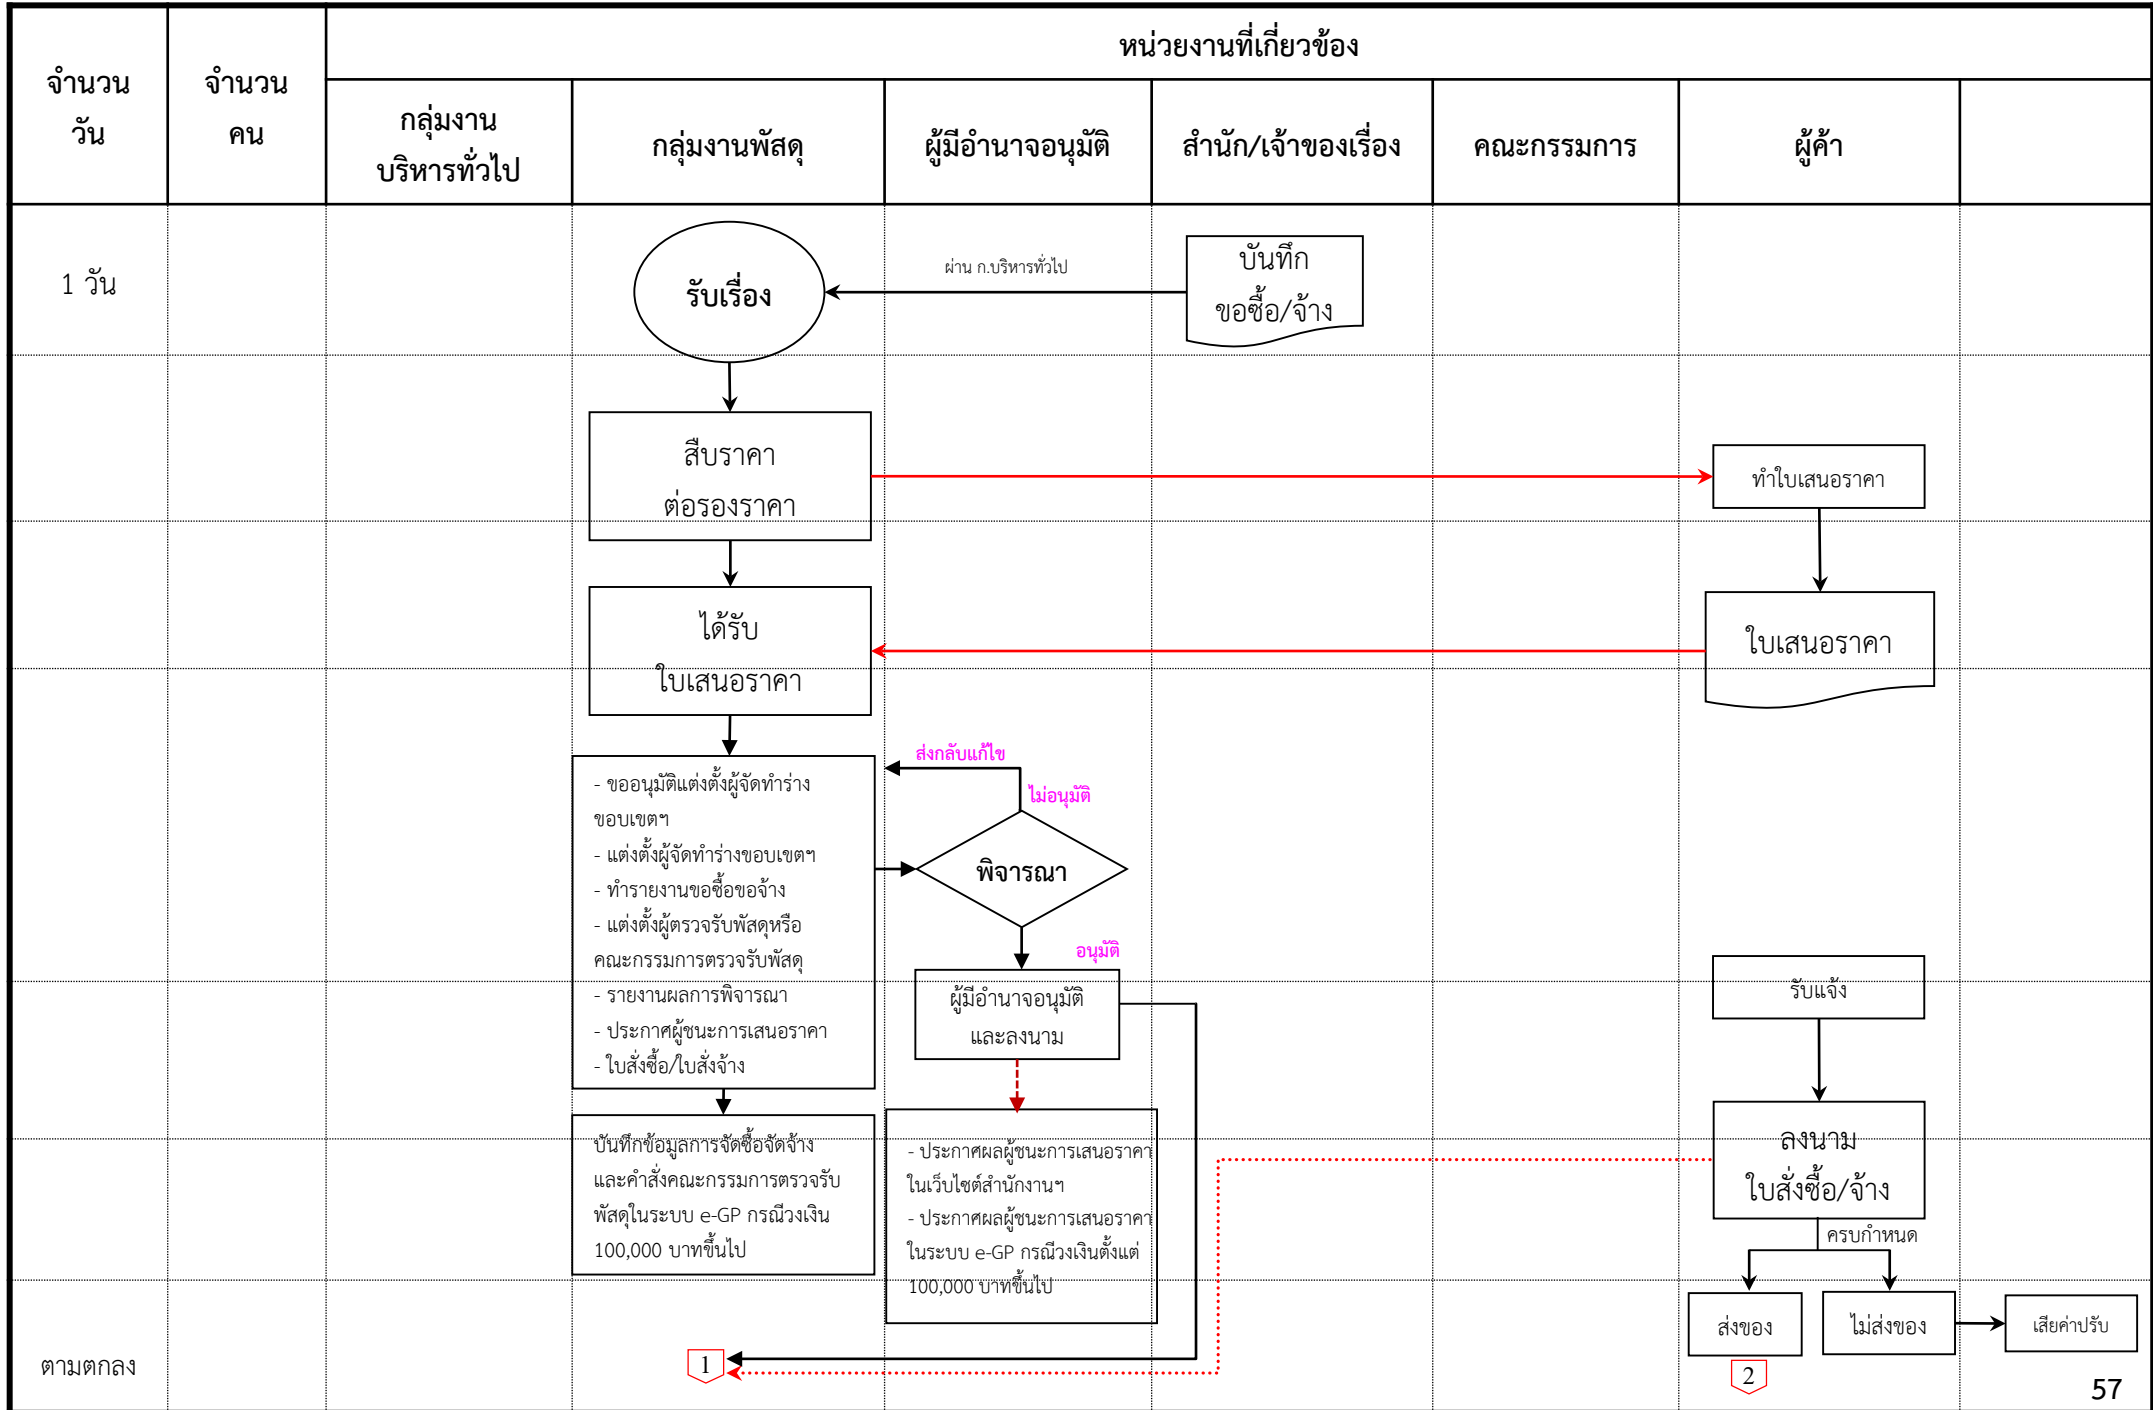 หน่วยงานที่เกี่ยวข้อง
จำนวน
วัน
จำนวน
คน
กลุ่มงาน
บริหารทั่วไป
กลุ่มงานพัสดุ
ผู้มีอำนาจอนุมัติ
สำนัก/เจ้าของเรื่อง
คณะกรรมการ
ผู้ค้า
1 วัน
รับเรื่อง
ผ่าน ก.บริหารทั่วไป
บันทึก
ขอซื้อ/จ้าง
สืบราคา
ต่อรองราคา
ทำใบเสนอราคา
ได้รับ
ใบเสนอราคา
ใบเสนอราคา
ส่งกลับแก้ไข
ไม่อนุมัติ
- ขออนุมัติแต่งตั้งผู้จัดทำร่าง
ขอบเขตฯ
- แต่งตั้งผู้จัดทำร่างขอบเขตฯ
- ทำรายงานขอซื้อขอจ้าง
- แต่งตั้งผู้ตรวจรับพัสดุหรือ
คณะกรรมการตรวจรับพัสดุ
- รายงานผลการพิจารณา
- ประกาศผู้ชนะการเสนอราคา
- ใบสั่งซื้อ/ใบสั่งจ้าง
พิจารณา
อนุมัติ
ผู้มีอำนาจอนุมัติ
และลงนาม
รับแจ้ง
บันทึกข้อมูลการจัดซื้อจัดจ้าง
และคำสั่งคณะกรรมการตรวจรับ
พัสดุในระบบ e-GP กรณีวงเงิน
100,000 บาทขึ้นไป
- ประกาศผลผู้ชนะการเสนอราคา
ในเว็บไซต์สำนักงานฯ
- ประกาศผลผู้ชนะการเสนอราคา
ในระบบ e-GP กรณีวงเงินตั้งแต่
100,000 บาทขึ้นไป
ลงนาม
ใบสั่งซื้อ/จ้าง
ครบกำหนด
ส่งของ
ไม่ส่งของ
เสียค่าปรับ
ตามตกลง
1
2
57